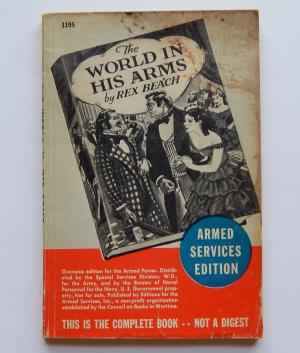 1195
The
WORLD IN
HIS ARMS
by REX BEACH
ARMED
SERVICES
EDITION
Overseas edition for the Armed Forces. Distrib-
uted by the Special Services Division, W.D.,
for the Army, and by the Bureau of Naval
Personnel for the Navy. U. S. Government prop-
erty. Not for sale. Published by Editions for the
Armed Services, Inc., a non-profit organization
established by the Council on Books in Wartime.
THIS IS THE COMPLETE BOOK -- NOT A DIGEST